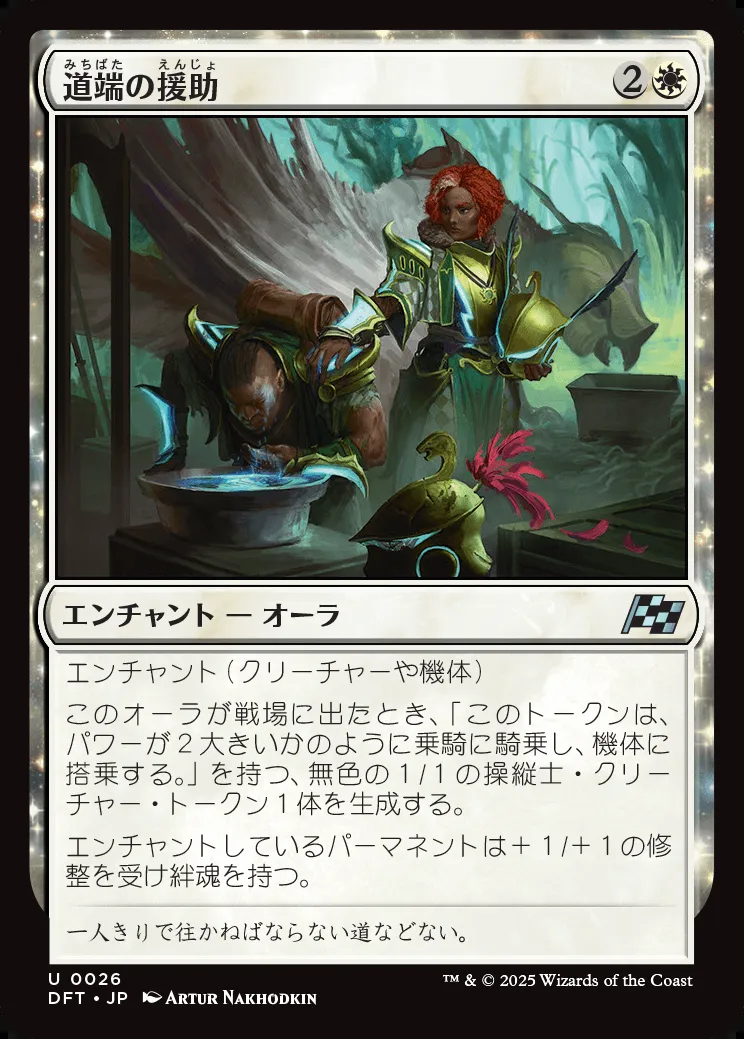 みちばた えんじょ
道端の援助 2
エンチャント — オーラ
エンチャント（クリーチャーや機体）
このオーラが戦場に出たとき、「このトークンは、
パワーが２大きいかのように乗騎に騎乗し、機体に
搭乗する。」を持つ、無色の１/１の操縦士・クリー
チャー・トークン１体を生成する。
エンチャントしているパーマネントは＋１/＋１の修
整を受け絆魂を持つ。
一人きりで往かねばならない道などない。
U 0026
DFT • JP ARTUR NAKHODKIN
™ & © 2025 Wizards of the Coast